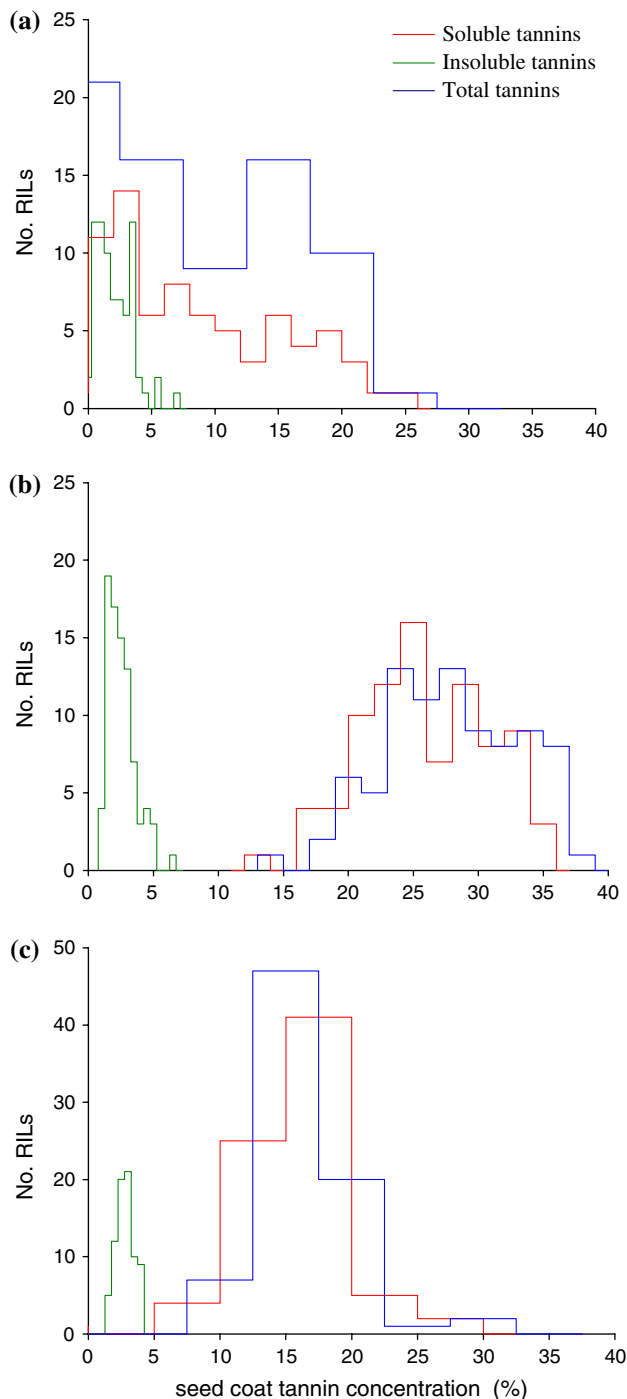 (a)
25
20
15
10
5
0
No. RILs
Soluble tannins
Insoluble tannins
Total tannins
0 5 10 15 20 25 30 35 40
(b)
25
20
15
10
5
0
No. RILs
0 5 10 15 20 25 30 35 40
(c)
50
40
30
20
10
0
No. RILs
0 5 10 15 20 25 30 35 40
seed coat tannin concentration (%)